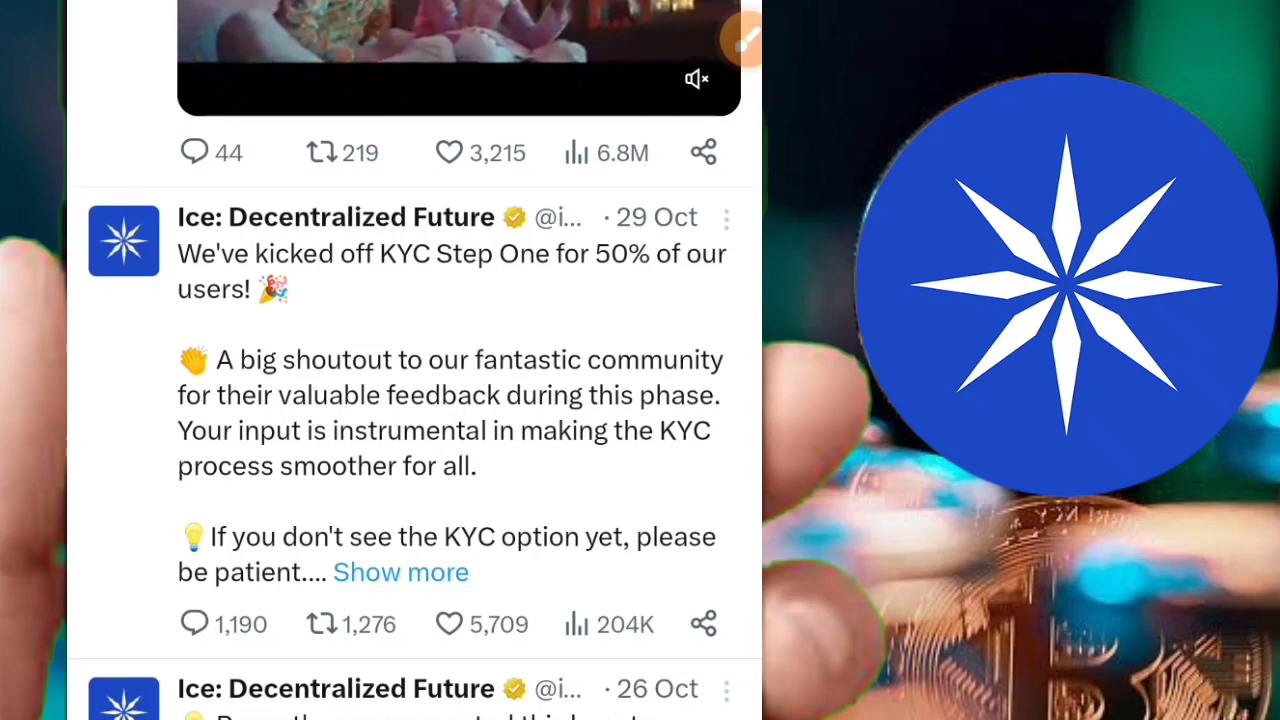 44 219 3,215 6.8M
Ice: Decentralized Future @i... · 29 Oct
We've kicked off KYC Step One for 50% of our
users! 🎉
👏 A big shoutout to our fantastic community
for their valuable feedback during this phase.
Your input is instrumental in making the KYC
process smoother for all.
💡If you don't see the KYC option yet, please
be patient.... Show more
1,190 1,276 5,709 204K
Ice: Decentralized Future @i... · 26 Oct